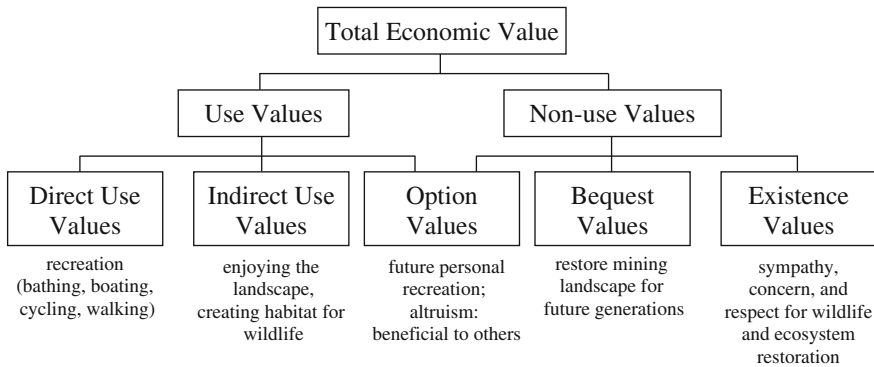 Total Economic Value
Use Values
Non-use Values
Direct Use
Values
Indirect Use
Values
Option
Values
Bequest
Values
Existence
Values
recreation
(bathing, boating,
cycling, walking)
enjoying the
landscape,
creating habitat for
wildlife
future personal
recreation;
altruism:
beneficial to others
restore mining
landscape for
future generations
sympathy,
concern, and
respect for wildlife
and ecosystem
restoration